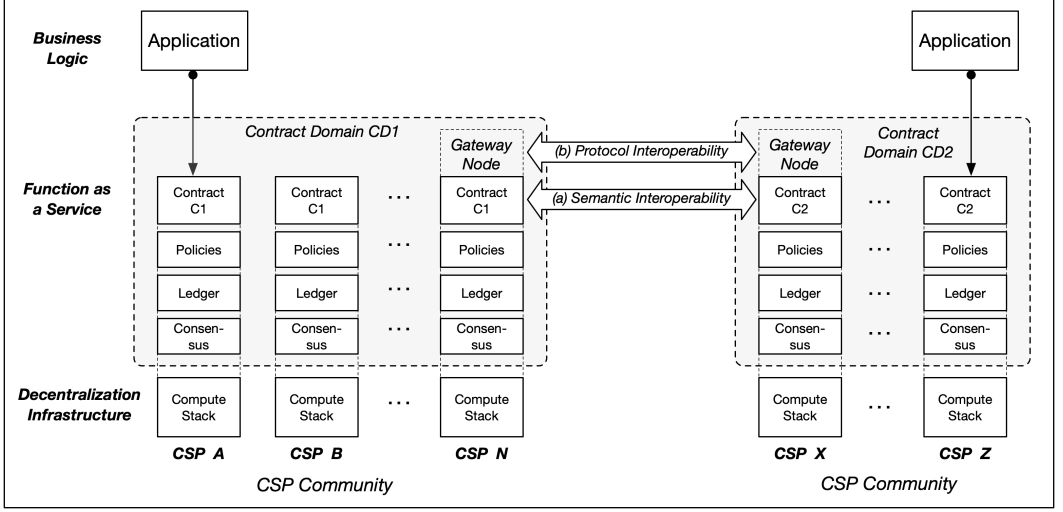 Business
Logic
Application
Application
Contract Domain CD1
Gateway
Node
(b) Protocol Interoperability
Gateway
Node
Contract
Domain CD2
Function as
a Service
Contract
C1
Contract
C1
...
Contract
C1
(a) Semantic Interoperability
Contract
C2
...
Contract
C2
Policies
Policies
...
Policies
Policies
...
Policies
Ledger
Ledger
...
Ledger
Ledger
...
Ledger
Consen-
sus
Consen-
sus
...
Consen-
sus
Consen-
sus
...
Consen-
sus
Decentralization
Infrastructure
Compute
Stack
Compute
Stack
...
Compute
Stack
Compute
Stack
...
Compute
Stack
CSP A
CSP B
CSP N
CSP X
CSP Z
CSP Community
CSP Community